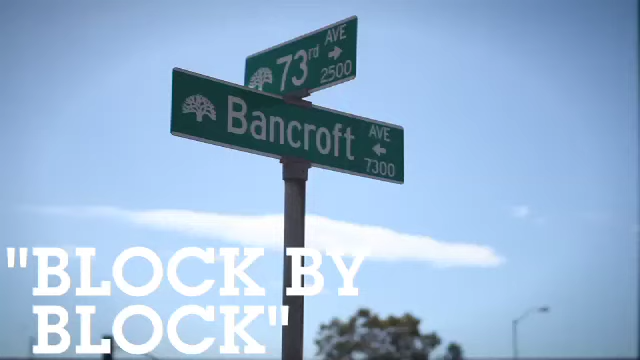 73rd AVE
2500
Bancroft AVE
7300
"BLOCK BY
BLOCK"